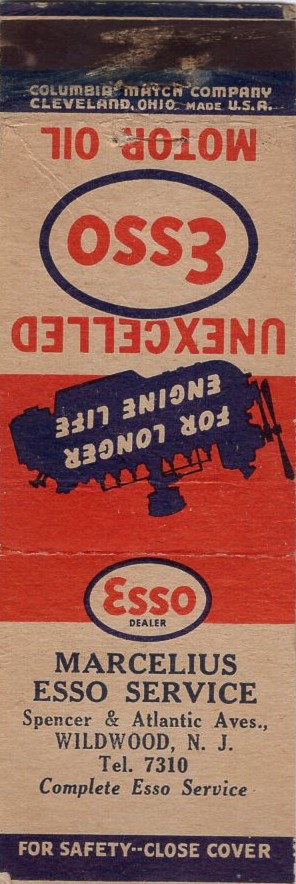 COLUMBIA MATCH COMPANY
CLEVELAND, OHIO MADE U.S.A.
UNEXCELLED
Esso
MOTOR OIL
FOR LONGER
ENGINE LIFE
Esso
DEALER
MARCELIUS
ESSO SERVICE
Spencer & Atlantic Aves.,
WILDWOOD, N. J.
Tel. 7310
Complete Esso Service
FOR SAFETY--CLOSE COVER